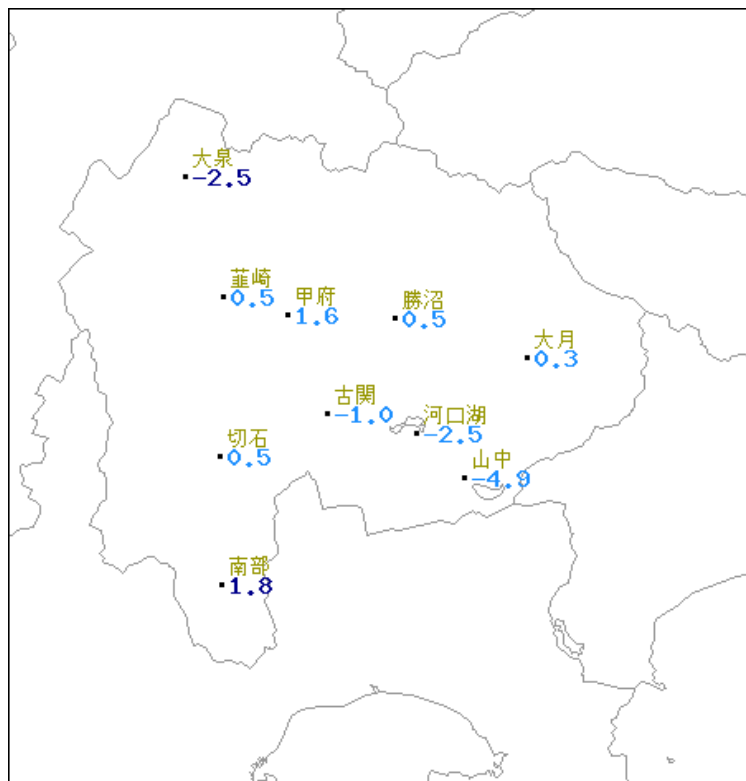 大泉
-2.5
韮崎
0.5
甲府
1.6
勝沼
0.5
大月
0.3
古関
-1.0
河口湖
-2.5
切石
0.5
山中
-4.9
南部
1.8